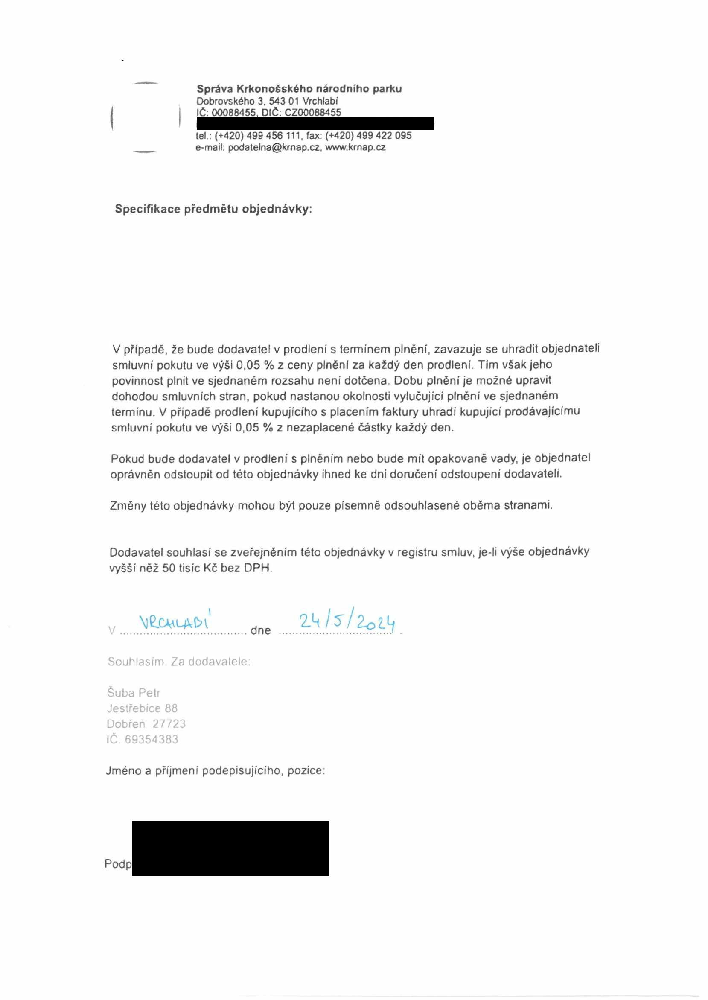 Správa Krkonošského národního parku
Dobrovského 3, 543 01 Vrchlabí
IČ: 00088455, DIČ: CZ00088455
tel.: (+420) 499 456 111, fax: (+420) 499 422 095
e-mail: podatelna@krnap.cz, www.krnap.cz
Specifikace předmětu objednávky:
V případě, že bude dodavatel v prodlení s termínem plnění, zavazuje se uhradit objednateli
smluvní pokutu ve výši 0,05 % z ceny plnění za každý den prodlení. Tím však jeho
povinnost plnit ve sjednaném rozsahu není dotčena. Dobu plnění je možné upravit
dohodou smluvních stran, pokud nastanou okolnosti vylučující plnění ve sjednaném
termínu. V případě prodlení kupujícího s placením faktury uhradí kupující prodávajícímu
smluvní pokutu ve výši 0,05 % z nezaplacené částky každý den.
Pokud bude dodavatel v prodlení s plněním nebo bude mít opakovaně vady, je objednatel
oprávněn odstoupit od této objednávky ihned ke dni doručení odstoupení dodavateli.
Změny této objednávky mohou být pouze písemně odsouhlasené oběma stranami.
Dodavatel souhlasí se zveřejněním této objednávky v registru smluv, je-li výše objednávky
vyšší něž 50 tisíc Kč bez DPH.
V VRCHLABÍ dne 24/5/2024 .
Souhlasím. Za dodavatele:
Šuba Petr
Jestřebice 88
Dobřeň 27723
IČ: 69354383
Jméno a příjmení podepisujícího, pozice:
Podp